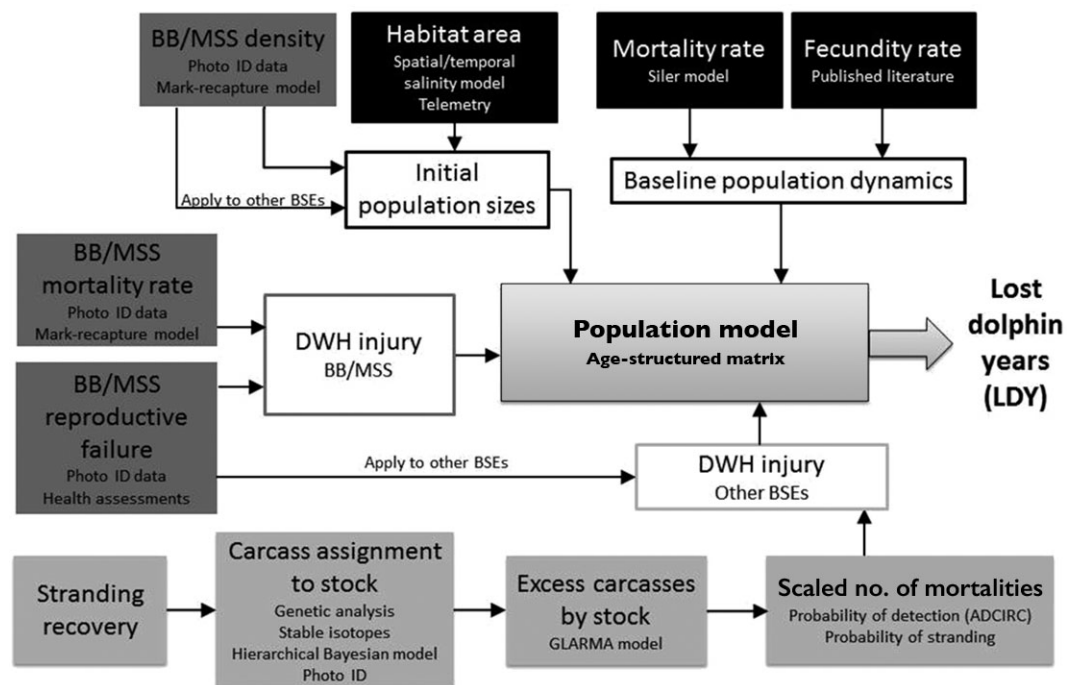 BB/MSS density
Photo ID data
Mark-recapture model
Habitat area
Spatial/temporal
salinity model
Telemetry
Mortality rate
Siler model
Fecundity rate
Published literature
Apply to other BSEs
Initial
population sizes
Baseline population dynamics
BB/MSS
mortality rate
Photo ID data
Mark-recapture model
DWH injury
BB/MSS
Population model
Age-structured matrix
Lost
dolphin
years
(LDY)
BB/MSS
reproductive
failure
Photo ID data
Health assessments
Apply to other BSEs
DWH injury
Other BSEs
Stranding
recovery
Carcass assignment
to stock
Genetic analysis
Stable isotopes
Hierarchical Bayesian model
Photo ID
Excess carcasses
by stock
GLARMA model
Scaled no. of mortalities
Probability of detection (ADCIRC)
Probability of stranding